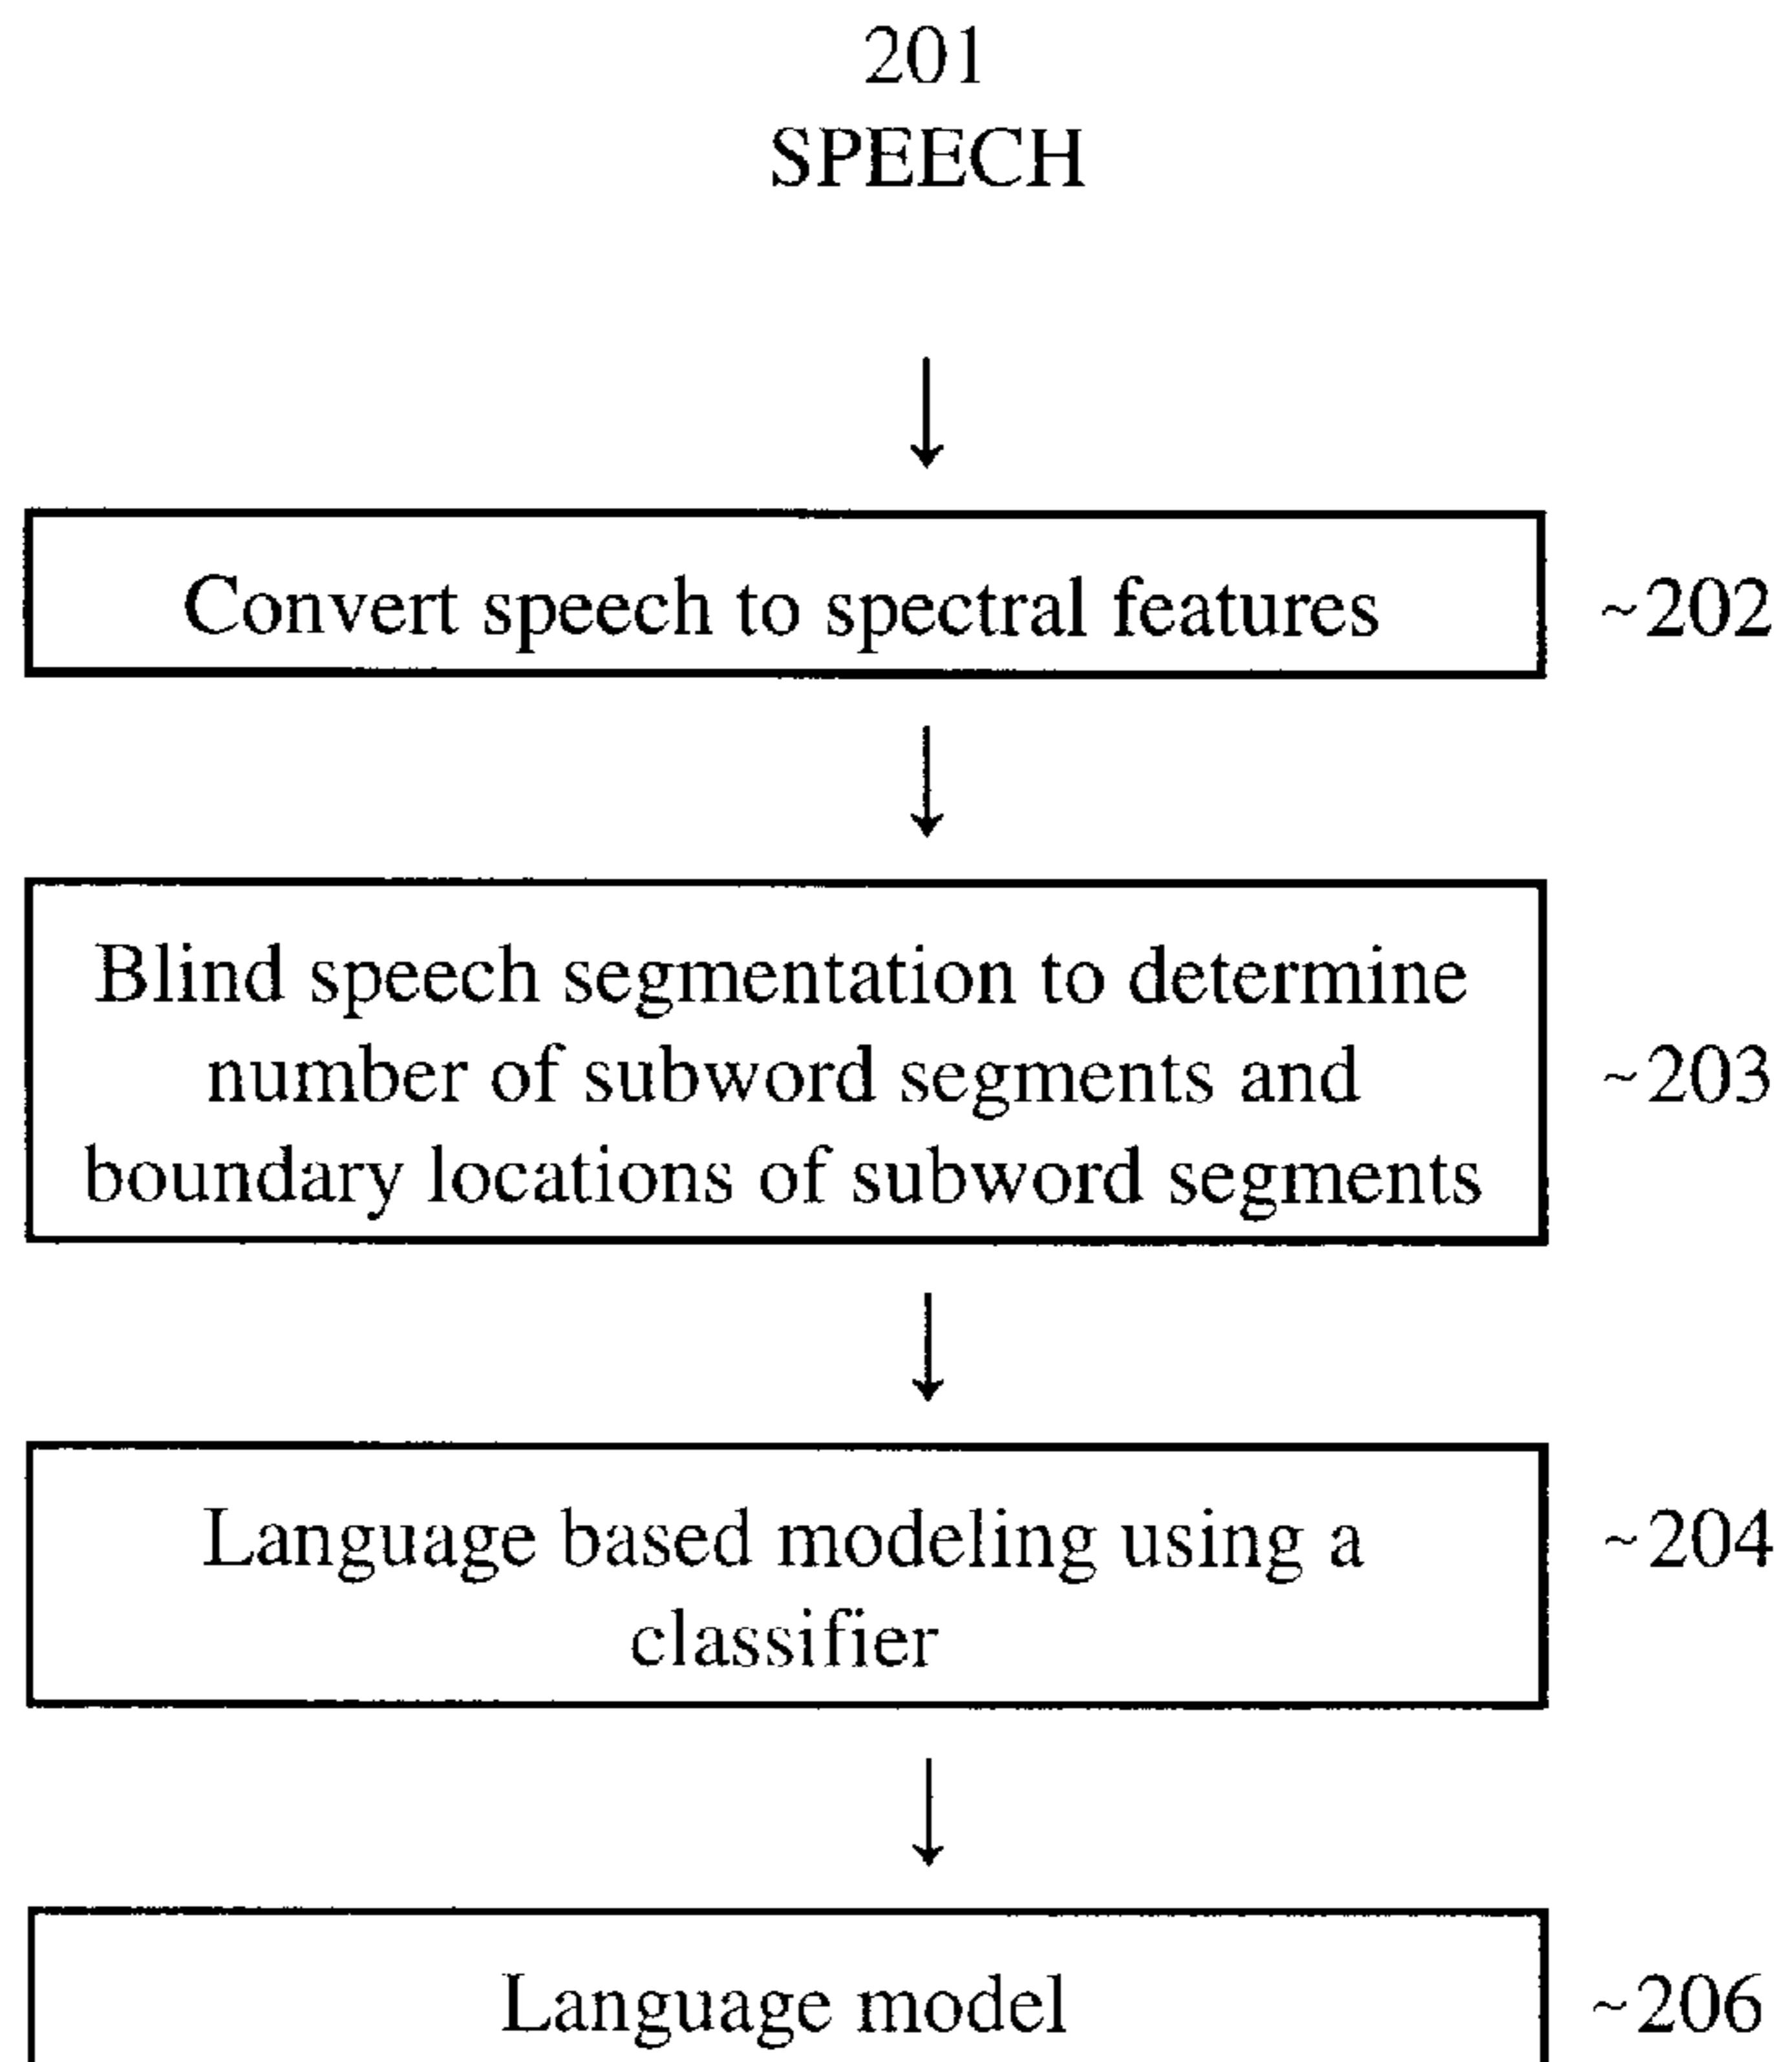 201
SPEECH
Convert speech to spectral features
~202
Blind speech segmentation to determine
number of subword segments and
boundary locations of subword segments
~203
Language based modeling using a
classifier
~204
Language model
~206